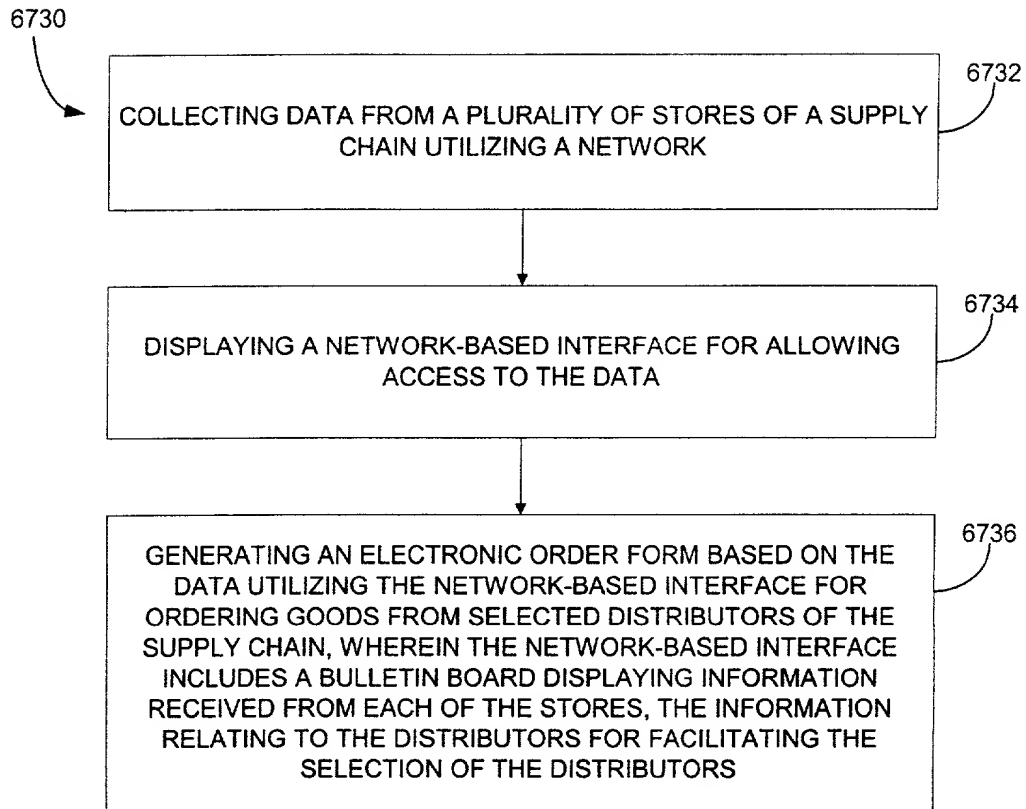 6730
6732
COLLECTING DATA FROM A PLURALITY OF STORES OF A SUPPLY
CHAIN UTILIZING A NETWORK
6734
DISPLAYING A NETWORK-BASED INTERFACE FOR ALLOWING
ACCESS TO THE DATA
6736
GENERATING AN ELECTRONIC ORDER FORM BASED ON THE
DATA UTILIZING THE NETWORK-BASED INTERFACE FOR
ORDERING GOODS FROM SELECTED DISTRIBUTORS OF THE
SUPPLY CHAIN, WHEREIN THE NETWORK-BASED INTERFACE
INCLUDES A BULLETIN BOARD DISPLAYING INFORMATION
RECEIVED FROM EACH OF THE STORES, THE INFORMATION
RELATING TO THE DISTRIBUTORS FOR FACILITATING THE
SELECTION OF THE DISTRIBUTORS